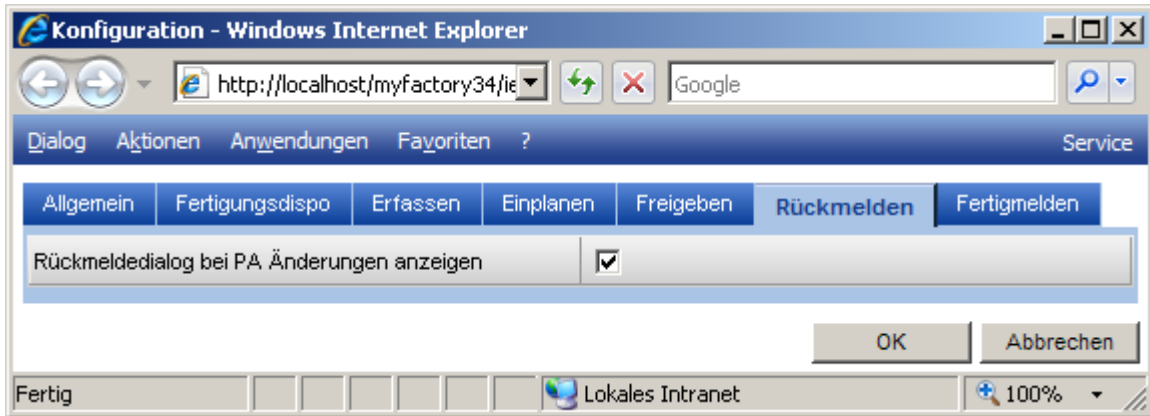 Konfiguration - Windows Internet Explorer
http://localhost/myfactory34/ie
Google
Dialog Aktionen Anwendungen Favoriten ? Service
Allgemein Fertigungsdispo Erfassen Einplanen Freigeben Rückmelden Fertigmelden
Rückmeldedialog bei PA Änderungen anzeigen
OK Abbrechen
Fertig Lokales Intranet 100%